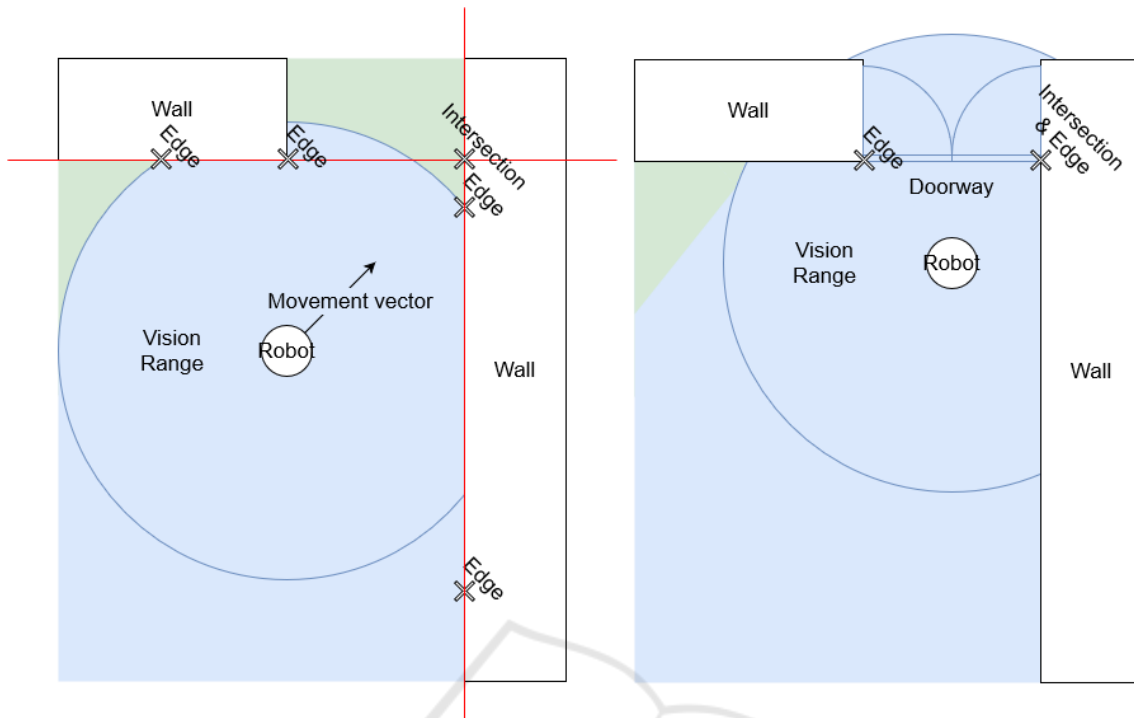 Wall
Edge
Edge
Intersection
Edge
Movement vector
Vision
Range
Robot
Wall
Edge
Wall
Edge
Intersection
& Edge
Doorway
Vision
Range
Robot
Wall